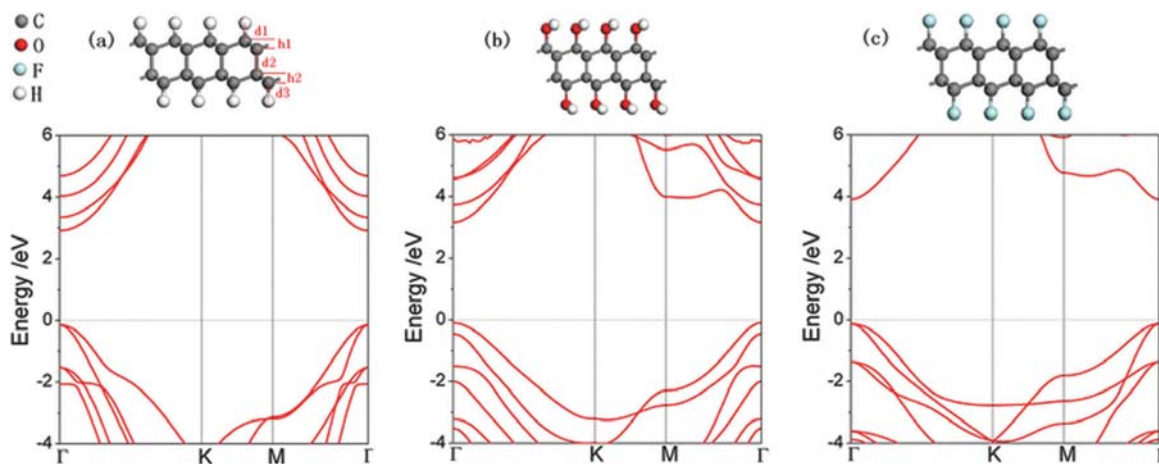 C
O
F
H
(a)
d1
h1
d2
h2
d3
(b)
(c)
6
4
2
0
-2
-4
Energy /eV
Γ K M Γ
6
4
2
0
-2
-4
Energy /eV
Γ K M Γ
6
4
2
0
-2
-4
Energy /eV
Γ K M Γ